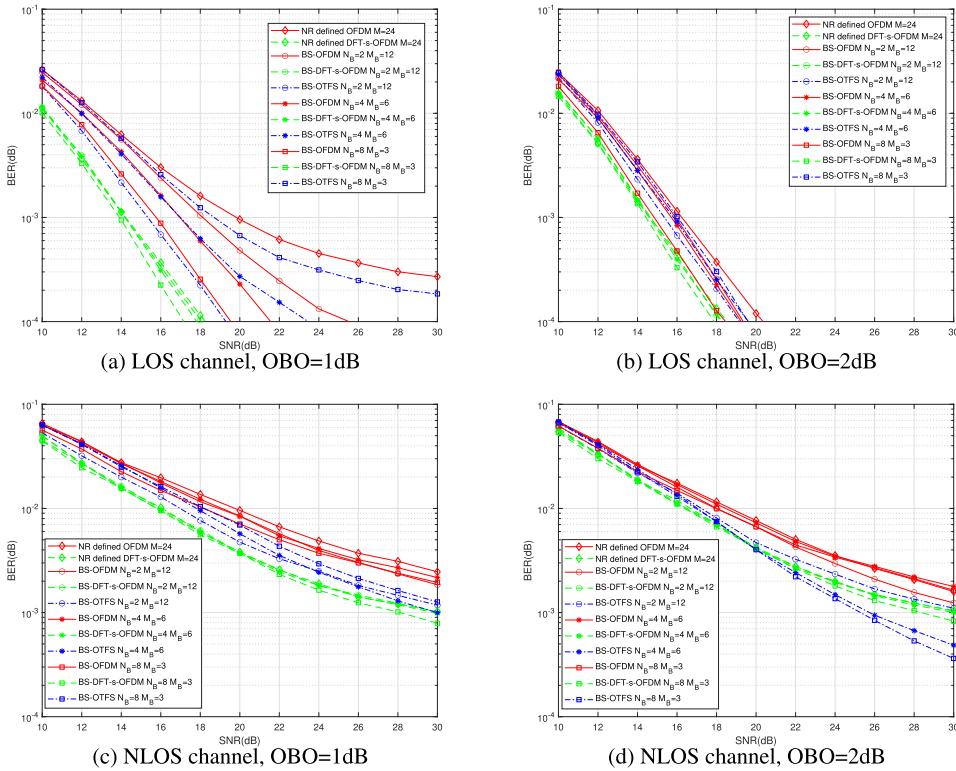 10⁻¹
10⁻²
10⁻³
10⁻⁴
BER(dB)
10 12 14 16 18 20 22 24 26 28 30
SNR(dB)
NR defined OFDM M=24
NR defined DFT-s-OFDM M=24
BS-OFDM N_B=2 M_B=12
BS-DFT-s-OFDM N_B=2 M_B=12
BS-OTFS N_B=2 M_B=12
BS-OFDM N_B=4 M_B=6
BS-DFT-s-OFDM N_B=4 M_B=6
BS-OTFS N_B=4 M_B=6
BS-OFDM N_B=8 M_B=3
BS-DFT-s-OFDM N_B=8 M_B=3
BS-OTFS N_B=8 M_B=3
(a) LOS channel, OBO=1dB
10⁻¹
10⁻²
10⁻³
10⁻⁴
BER(dB)
10 12 14 16 18 20 22 24 26 28 30
SNR(dB)
NR defined OFDM M=24
NR defined DFT-s-OFDM M=24
BS-OFDM N_B=2 M_B=12
BS-DFT-s-OFDM N_B=2 M_B=12
BS-OTFS N_B=2 M_B=12
BS-OFDM N_B=4 M_B=6
BS-DFT-s-OFDM N_B=4 M_B=6
BS-OTFS N_B=4 M_B=6
BS-OFDM N_B=8 M_B=3
BS-DFT-s-OFDM N_B=8 M_B=3
BS-OTFS N_B=8 M_B=3
(b) LOS channel, OBO=2dB
10⁻¹
10⁻²
10⁻³
10⁻⁴
BER(dB)
NR defined OFDM M=24
NR defined DFT-s-OFDM M=24
BS-OFDM N_B=2 M_B=12
BS-DFT-s-OFDM N_B=2 M_B=12
BS-OTFS N_B=2 M_B=12
BS-OFDM N_B=4 M_B=6
BS-DFT-s-OFDM N_B=4 M_B=6
BS-OTFS N_B=4 M_B=6
BS-OFDM N_B=8 M_B=3
BS-DFT-s-OFDM N_B=8 M_B=3
BS-OTFS N_B=8 M_B=3
10 12 14 16 18 20 22 24 26 28 30
SNR(dB)
(c) NLOS channel, OBO=1dB
10⁻¹
10⁻²
10⁻³
10⁻⁴
BER(dB)
NR defined OFDM M=24
NR defined DFT-s-OFDM M=24
BS-OFDM N_B=2 M_B=12
BS-DFT-s-OFDM N_B=2 M_B=12
BS-OTFS N_B=2 M_B=12
BS-OFDM N_B=4 M_B=6
BS-DFT-s-OFDM N_B=4 M_B=6
BS-OTFS N_B=4 M_B=6
BS-OFDM N_B=8 M_B=3
BS-DFT-s-OFDM N_B=8 M_B=3
BS-OTFS N_B=8 M_B=3
10 12 14 16 18 20 22 24 26 28 30
SNR(dB)
(d) NLOS channel, OBO=2dB